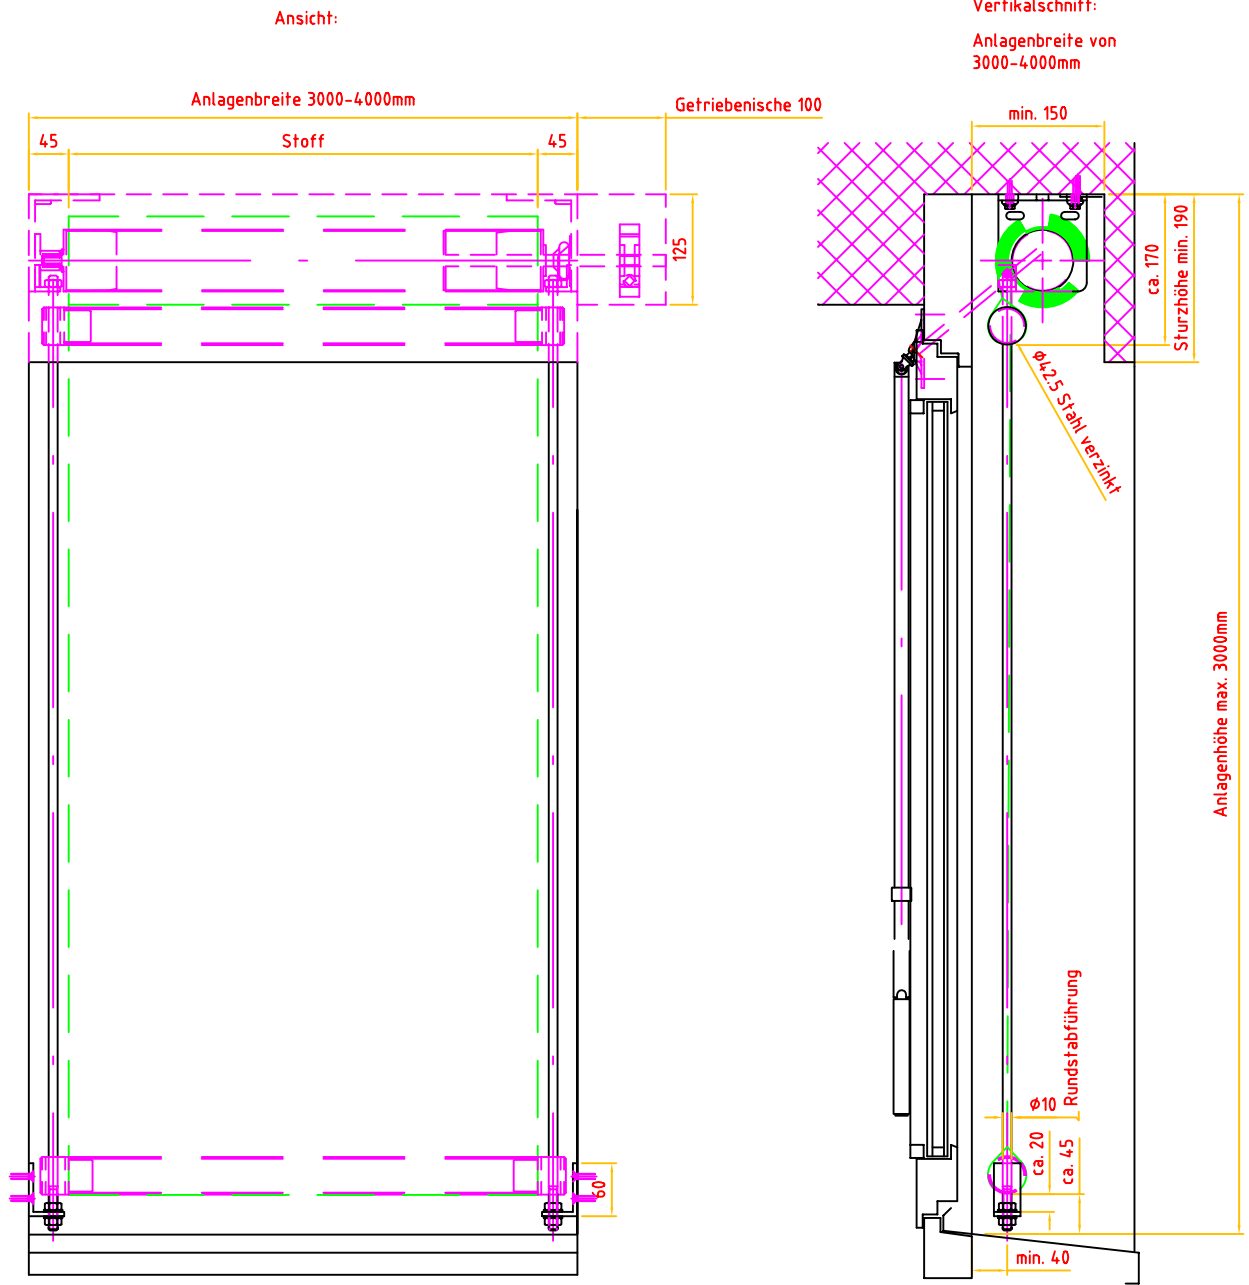 Ansicht:
Vertikalschnitt:
Anlagenbreite von
3000-4000mm
Anlagenbreite 3000-4000mm
Getriebenische 100
min. 150
45
Stoff
45
125
ca. 170
Sturzhöhe min. 190
Ø42.5 Stahl verzinkt
Anlagenhöhe max. 3000mm
Rundstabführung
Ø10
ca. 20
ca. 45
60
min. 40